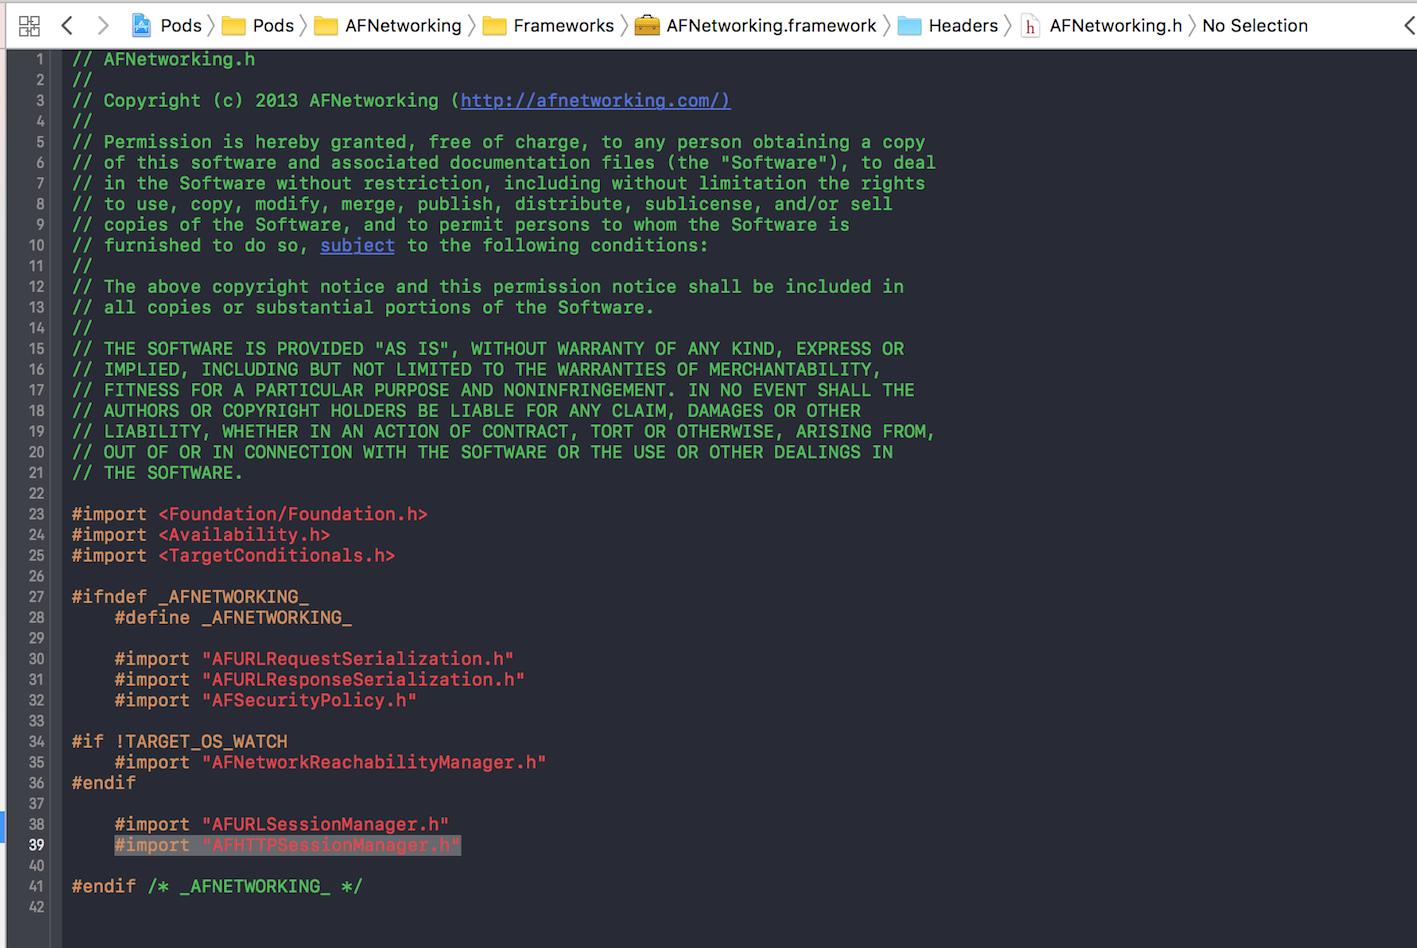 Pods Pods AFNetworking Frameworks AFNetworking.framework Headers h AFNetworking.h No Selection
1 // AFNetworking.h
2 //
3 // Copyright (c) 2013 AFNetworking (http://afnetworking.com/)
4 //
5 // Permission is hereby granted, free of charge, to any person obtaining a copy
6 // of this software and associated documentation files (the "Software"), to deal
7 // in the Software without restriction, including without limitation the rights
8 // to use, copy, modify, merge, publish, distribute, sublicense, and/or sell
9 // copies of the Software, and to permit persons to whom the Software is
10 // furnished to do so, subject to the following conditions:
11 //
12 // The above copyright notice and this permission notice shall be included in
13 // all copies or substantial portions of the Software.
14 //
15 // THE SOFTWARE IS PROVIDED "AS IS", WITHOUT WARRANTY OF ANY KIND, EXPRESS OR
16 // IMPLIED, INCLUDING BUT NOT LIMITED TO THE WARRANTIES OF MERCHANTABILITY,
17 // FITNESS FOR A PARTICULAR PURPOSE AND NONINFRINGEMENT. IN NO EVENT SHALL THE
18 // AUTHORS OR COPYRIGHT HOLDERS BE LIABLE FOR ANY CLAIM, DAMAGES OR OTHER
19 // LIABILITY, WHETHER IN AN ACTION OF CONTRACT, TORT OR OTHERWISE, ARISING FROM,
20 // OUT OF OR IN CONNECTION WITH THE SOFTWARE OR THE USE OR OTHER DEALINGS IN
21 // THE SOFTWARE.
22
23 #import <Foundation/Foundation.h>
24 #import <Availability.h>
25 #import <TargetConditionals.h>
26
27 #ifndef _AFNETWORKING_
28 #define _AFNETWORKING_
29
30 #import "AFURLRequestSerialization.h"
31 #import "AFURLResponseSerialization.h"
32 #import "AFSecurityPolicy.h"
33
34 #if !TARGET_OS_WATCH
35 #import "AFNetworkReachabilityManager.h"
36 #endif
37
38 #import "AFURLSessionManager.h"
39 #import "AFHTTPSessionManager.h"
40
41 #endif /* _AFNETWORKING_ */
42